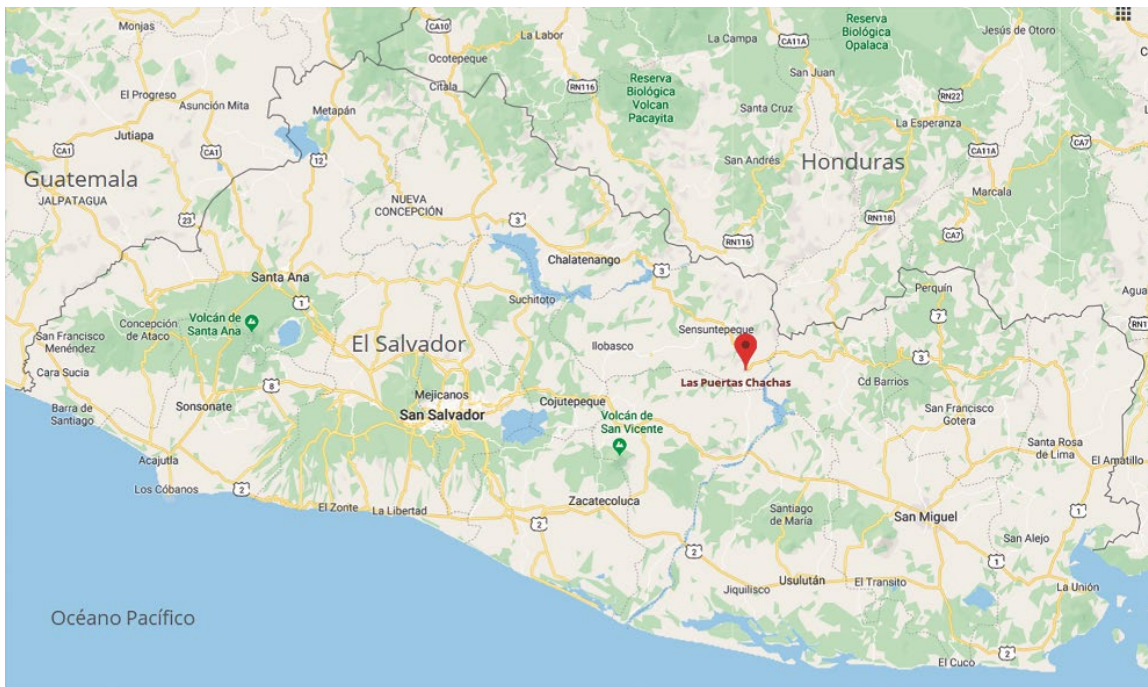 Monjas
CA10
La Labor
La Campa
CA11A
Reserva
Biológica
Opalaca
Jesús de Otoro
Ocotepeque
Citalá
RN116
Reserva
Biológica
Volcan
Pacayita
San Juan
RN22
El Progreso
Asunción Mita
Metapán
Santa Cruz
La Esperanza
Jutiapa
CA1
CA1
12
San Andrés
Honduras
CA11A
CA7
Guatemala
JALPATAGUA
NUEVA
CONCEPCIÓN
Marcala
23
3
RN118
RN116
CA7
Chalatenango
3
Santa Ana
1
Suchitoto
Perquín
7
Agua
Volcán de
Santa Ana
Concepción
de Ataco
San Francisco
Menéndez
Sensuntepeque
RN1
El Salvador
Ilobasco
3
Cara Sucia
Las Puertas Chachas
Cd Barrios
8
Mejicanos
Cojutepeque
Barra de
Santiago
Sonsonate
San Salvador
Volcán de
San Vicente
San Francisco
Gotera
Santa Rosa
de Lima
El Amatillo
Acajutla
Los Cóbanos
2
El Zonte
La Libertad
Zacatecoluca
2
Santiago
de María
San Miguel
1
San Alejo
2
1
Jiquilisco
Usulután
El Transito
La Unión
Océano Pacífico
El Cuco
2